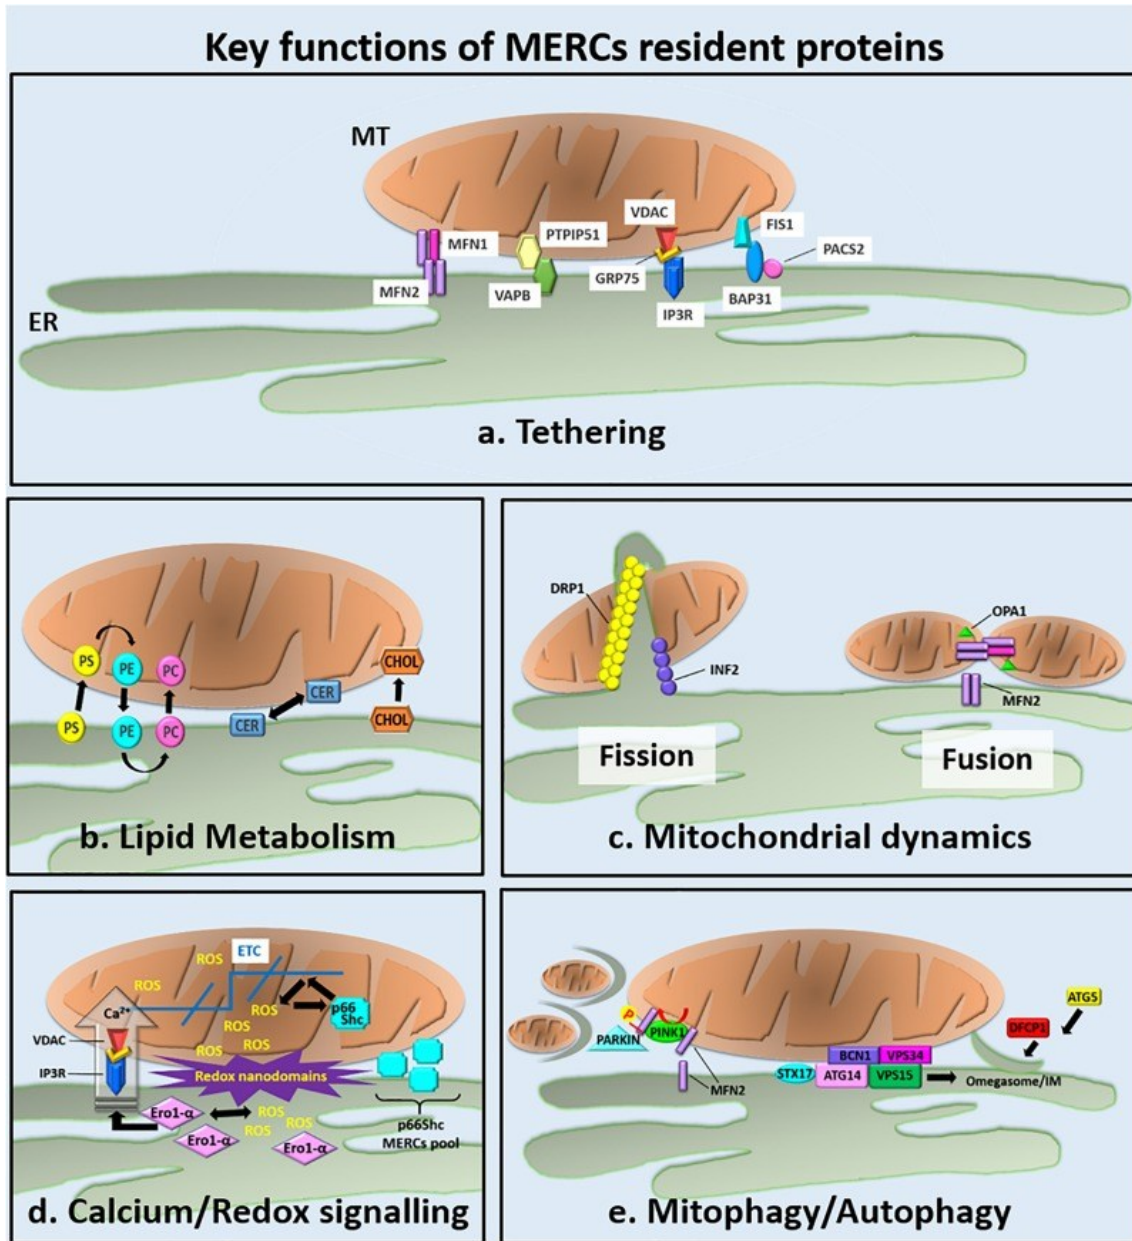 Key functions of MERCs resident proteins
MT
VDAC
FIS1
MFN1
PTPIP51
PACS2
GRP75
MFN2
VAPB
BAP31
IP3R
ER
a. Tethering
PS
PE
PC
CHOL
CER
CER
PS
PE
PC
CHOL
b. Lipid Metabolism
DRP1
INF2
OPA1
MFN2
Fission
Fusion
c. Mitochondrial dynamics
ETC
ROS
ROS
ROS
Ca2+
p66
Shc
ROS
VDAC
ROS
ROS
ROS
IP3R
Redox nanodomains
Ero1-α
ROS
ROS
ROS
Ero1-α
Ero1-α
p66Shc
MERCs pool
d. Calcium/Redox signalling
P
PARKIN
PINK1
MFN2
BCN1
VPS34
STX17
ATG14
VPS15
Omegasome/IM
DFCP1
ATG5
e. Mitophagy/Autophagy